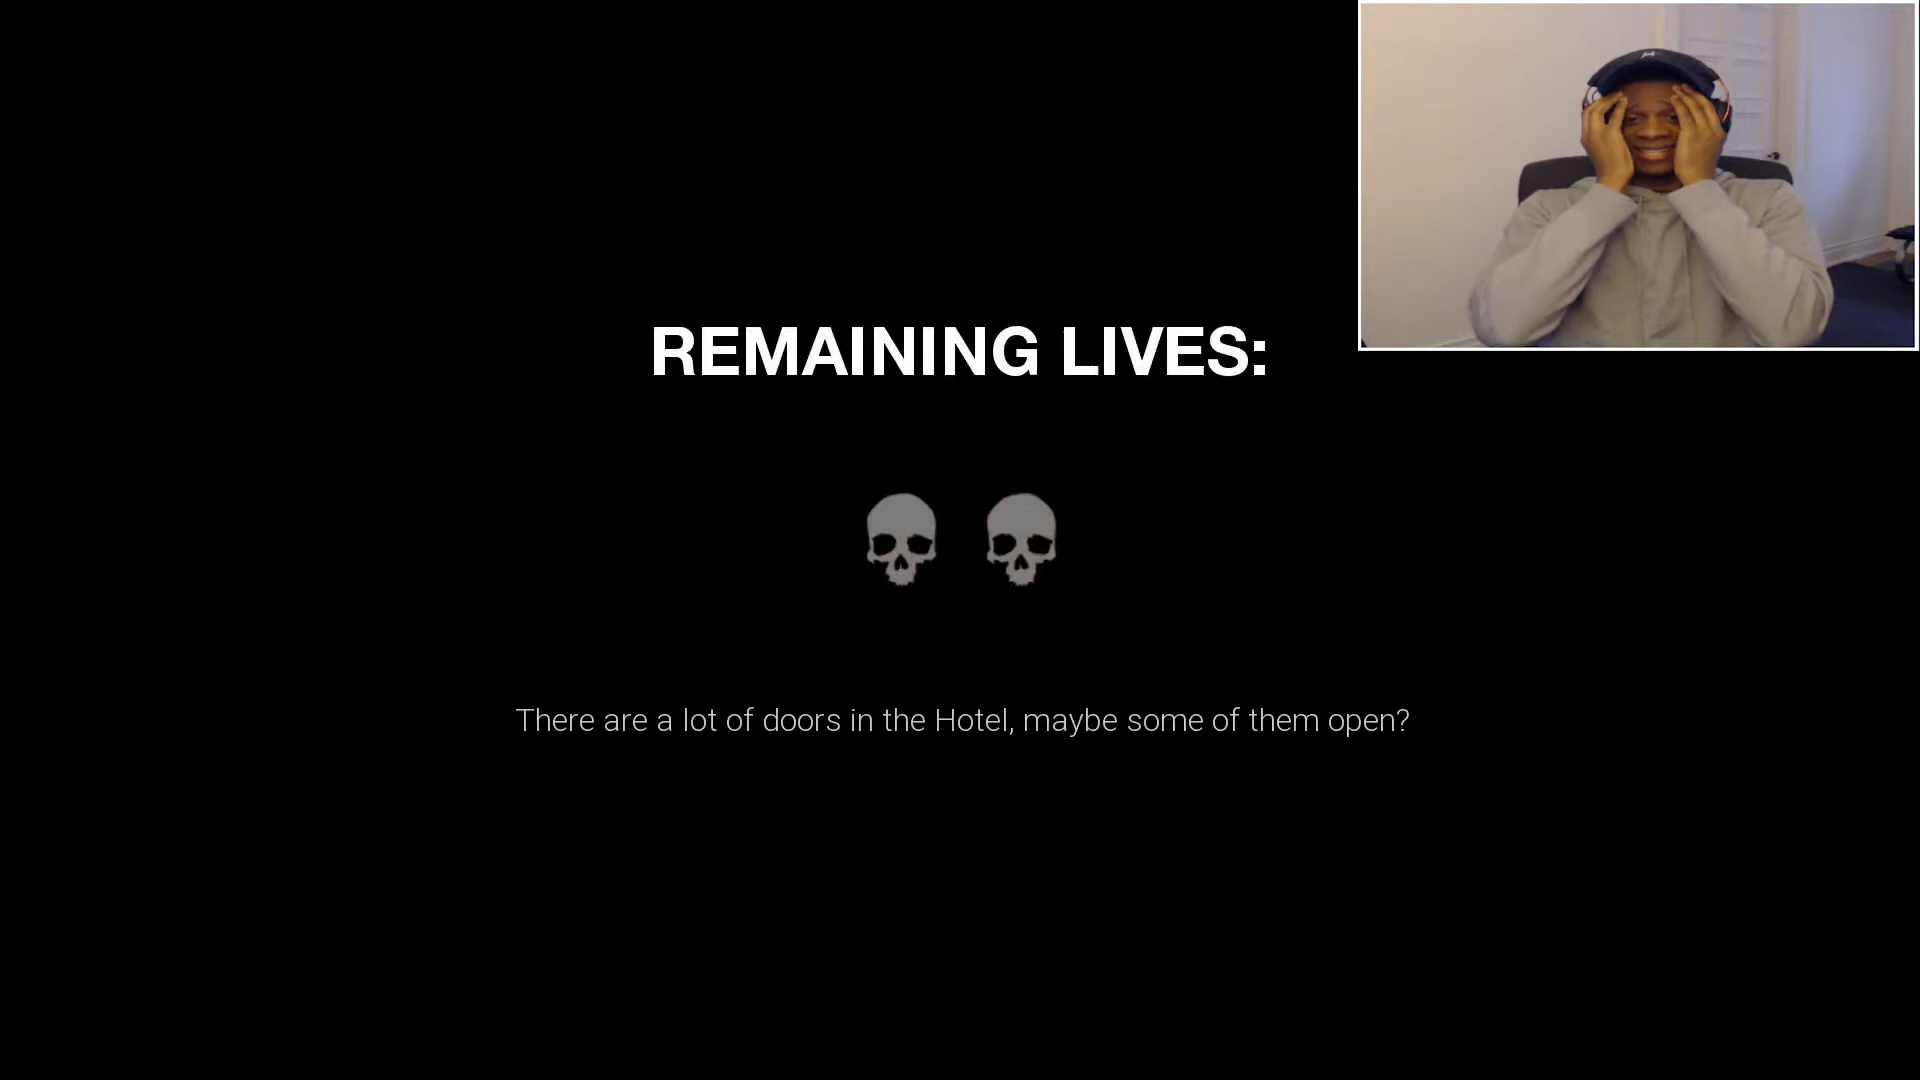 REMAINING LIVES:
There are a lot of doors in the Hotel, maybe some of them open?